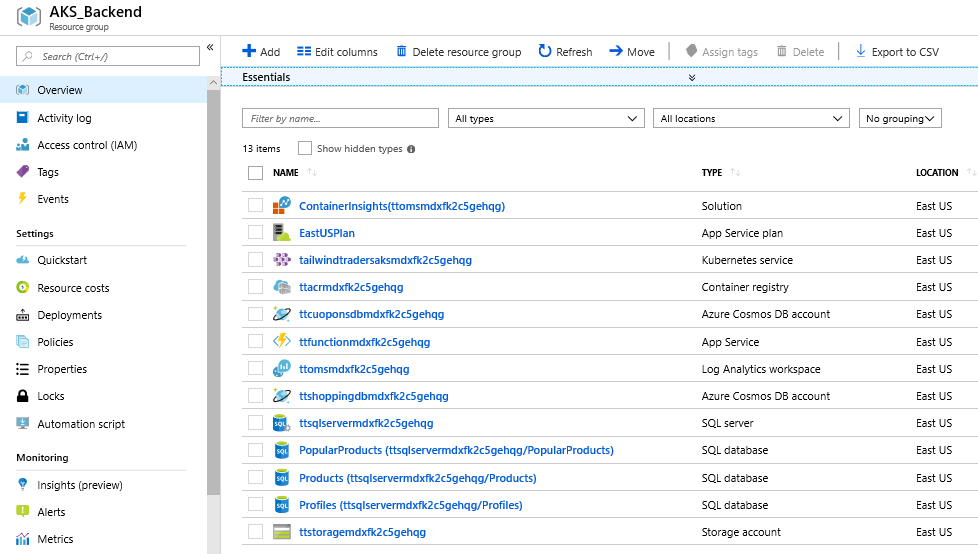 AKS_Backend
Resource group
Search (Ctrl+/)
Overview
Activity log
Access control (IAM)
Tags
Events
Settings
Quickstart
Resource costs
Deployments
Policies
Properties
Locks
Automation script
Monitoring
Insights (preview)
Alerts
Metrics
Add Edit columns Delete resource group Refresh Move Assign tags Delete Export to CSV
Essentials
Filter by name... All types All locations No grouping
13 items Show hidden types
NAME TYPE LOCATION
ContainerInsights(ttomsmdxfk2c5gehqg) Solution East US
EastUSPlan App Service plan East US
tailwindtradersaksmdxfk2c5gehqg Kubernetes service East US
ttacrmdxfk2c5gehqg Container registry East US
ttcuoponsdbmdxfk2c5gehqg Azure Cosmos DB account East US
ttfunctionmdxfk2c5gehqg App Service East US
ttomsmdxfk2c5gehqg Log Analytics workspace East US
ttshoppingdbmdxfk2c5gehqg Azure Cosmos DB account East US
ttsqlservermdxfk2c5gehqg SQL server East US
PopularProducts (ttsqlservermdxfk2c5gehqg/PopularProducts) SQL database East US
Products (ttsqlservermdxfk2c5gehqg/Products) SQL database East US
Profiles (ttsqlservermdxfk2c5gehqg/Profiles) SQL database East US
ttstoragemdxfk2c5gehqg Storage account East US